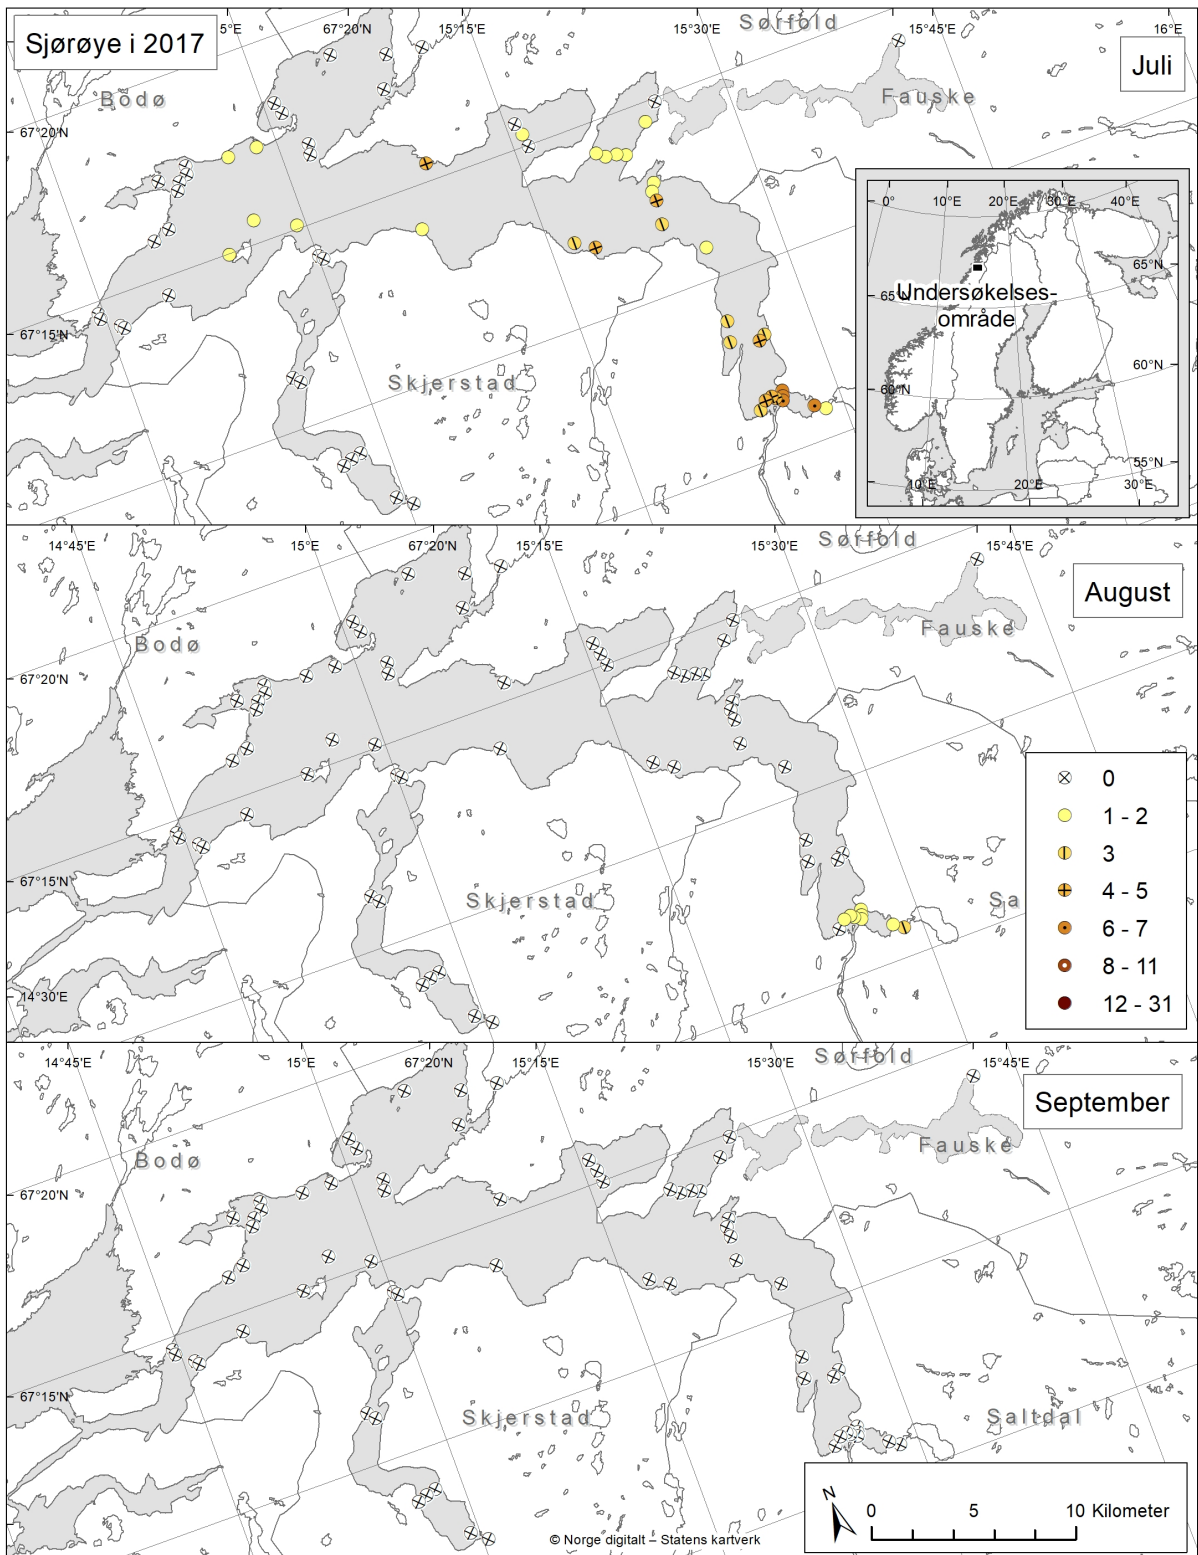 Sjørøye i 2017
5°E
67°20'N
15°15'E
15°30'E
Sørfold
15°45'E
16°E
Juli
Bodø
Fauske
67°20'N
0°
10°E
20°E
30°E
40°E
65°N
Undersøkelses-
65°N
område
67°15'N
60°N
60°N
Skjerstad
55°N
10°E
20°E
30°E
14°45'E
15°E
67°20'N
15°15'E
15°30'E
Sørfold
15°45'E
August
Bodø
Fauske
67°20'N
0
1 - 2
3
67°15'N
4 - 5
Skjerstad
Sa
6 - 7
8 - 11
14°30'E
12 - 31
14°45'E
15°E
67°20'N
15°15'E
15°30'E
Sørfold
15°45'E
September
Bodø
Fauske
67°20'N
67°15'N
Skjerstad
Saltdal
N
0 5 10 Kilometer
© Norge digitalt – Statens kartverk